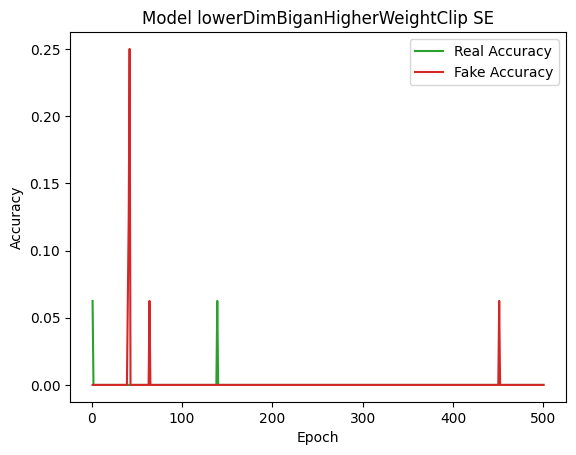 Model lowerDimBiganHigherWeightClip SE
Real Accuracy
Fake Accuracy
0.25
0.20
0.15
0.10
0.05
0.00
Accuracy
0 100 200 300 400 500
Epoch